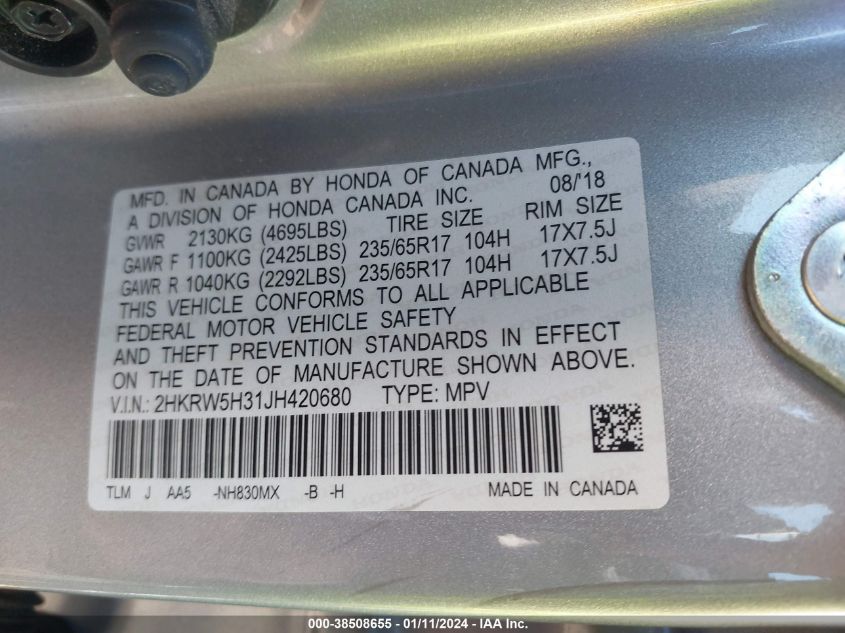 MFD. IN CANADA BY HONDA OF CANADA MFG.,
A DIVISION OF HONDA CANADA INC. 08/'18
GVWR 2130KG (4695LBS) TIRE SIZE RIM SIZE
GAWR F 1100KG (2425LBS) 235/65R17 104H 17X7.5J
GAWR R 1040KG (2292LBS) 235/65R17 104H 17X7.5J
THIS VEHICLE CONFORMS TO ALL APPLICABLE
FEDERAL MOTOR VEHICLE SAFETY
AND THEFT PREVENTION STANDARDS IN EFFECT
ON THE DATE OF MANUFACTURE SHOWN ABOVE.
V.I.N.: 2HKRW5H31JH420680 TYPE: MPV
TLM J AA5 -NH830MX -B -H MADE IN CANADA
000-38508655 - 01/11/2024 - IAA Inc.